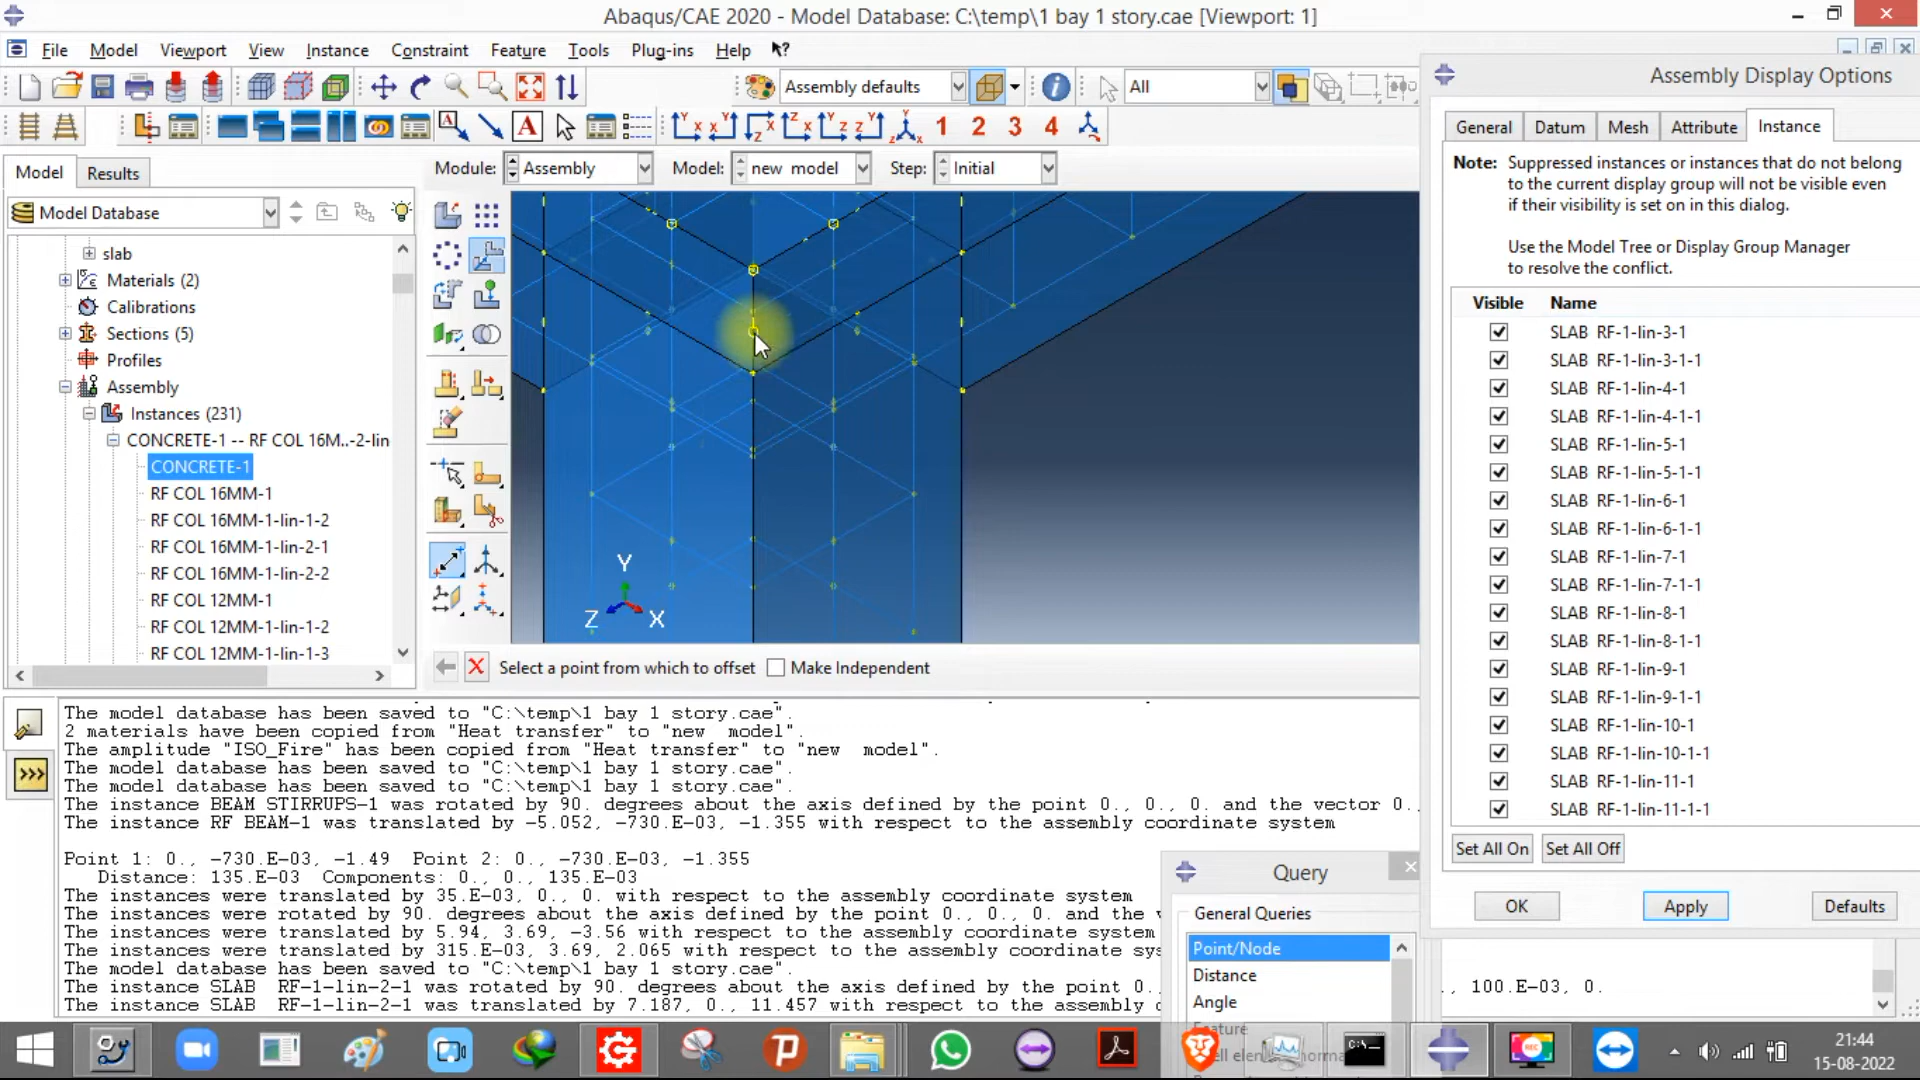 Abaqus/CAE 2020 - Model Database: C:\temp\1 bay 1 story.cae [Viewport: 1]
File Model Viewport View Instance Constraint Feature Tools Plug-ins Help
Assembly defaults
All
1 2 3 4
Model Results
Module: Assembly Model: new model Step: Initial
Model Database
slab
Materials (2)
Calibrations
Sections (5)
Profiles
Assembly
Instances (231)
CONCRETE-1 -- RF COL 16M..-2-lin
CONCRETE-1
RF COL 16MM-1
RF COL 16MM-1-lin-1-2
RF COL 16MM-1-lin-2-1
RF COL 16MM-1-lin-2-2
RF COL 12MM-1
RF COL 12MM-1-lin-1-2
RF COL 12MM-1-lin-1-3
Y
Z X
Select a point from which to offset Make Independent
Assembly Display Options
General Datum Mesh Attribute Instance
Note: Suppressed instances or instances that do not belong
to the current display group will not be visible even
if their visibility is set on in this dialog.
Use the Model Tree or Display Group Manager
to resolve the conflict.
Visible Name
SLAB RF-1-lin-3-1
SLAB RF-1-lin-3-1-1
SLAB RF-1-lin-4-1
SLAB RF-1-lin-4-1-1
SLAB RF-1-lin-5-1
SLAB RF-1-lin-5-1-1
SLAB RF-1-lin-6-1
SLAB RF-1-lin-6-1-1
SLAB RF-1-lin-7-1
SLAB RF-1-lin-7-1-1
SLAB RF-1-lin-8-1
SLAB RF-1-lin-8-1-1
SLAB RF-1-lin-9-1
SLAB RF-1-lin-9-1-1
SLAB RF-1-lin-10-1
SLAB RF-1-lin-10-1-1
SLAB RF-1-lin-11-1
SLAB RF-1-lin-11-1-1
Set All On Set All Off
OK Apply Defaults
The model database has been saved to "C:\temp\1 bay 1 story.cae".
2 materials have been copied from "Heat transfer" to "new  model".
The amplitude "ISO_Fire" has been copied from "Heat transfer" to "new  model".
The model database has been saved to "C:\temp\1 bay 1 story.cae".
The model database has been saved to "C:\temp\1 bay 1 story.cae".
The instance BEAM STIRRUPS-1 was rotated by 90. degrees about the axis defined by the point 0., 0., 0. and the vector 0..
The instance RF BEAM-1 was translated by -5.052, -730.E-03, -1.355 with respect to the assembly coordinate system
Point 1: 0., -730.E-03, -1.49 Point 2: 0., -730.E-03, -1.355
Distance: 135.E-03 Components: 0., 0., 135.E-03
The instances were translated by 35.E-03, 0., 0. with respect to the assembly coordinate system
The instances were rotated by 90. degrees about the axis defined by the point 0., 0., 0. and the
The instances were translated by 5.94, 3.69, -3.56 with respect to the assembly coordinate system
The instances were translated by 315.E-03, 3.69, 2.065 with respect to the assembly coordinate sys
The model database has been saved to "C:\temp\1 bay 1 story.cae".
The instance SLAB  RF-1-lin-2-1 was rotated by 90. degrees about the axis defined by the point 0.
The instance SLAB  RF-1-lin-2-1 was translated by 7.187, 0., 11.457 with respect to the assembly
., 100.E-03, 0.
Query
General Queries
Point/Node
Distance
Angle
Feature
21:44
15-08-2022